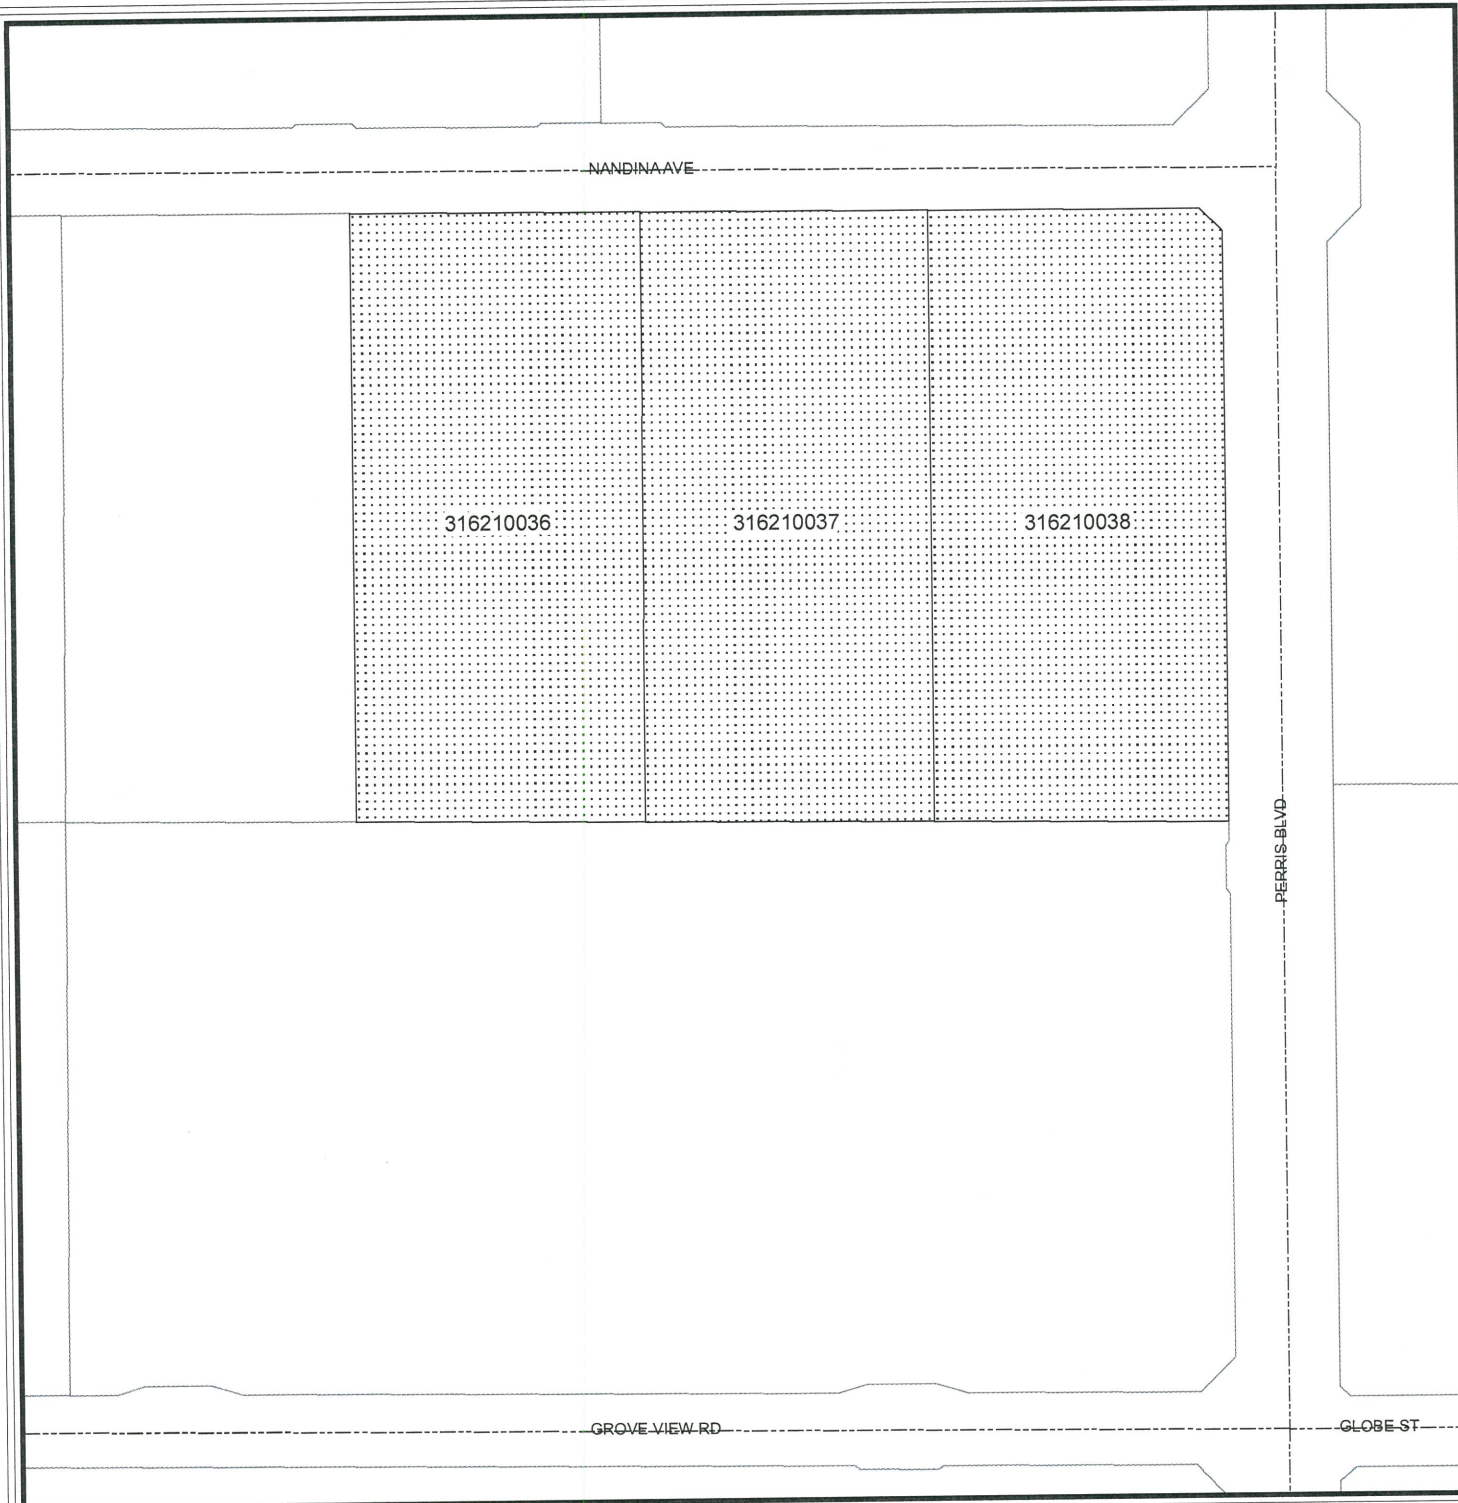 NANDINA AVE
316210036
316210037
316210038
PERRIS BLVD
GROVE VIEW RD
GLOBE ST